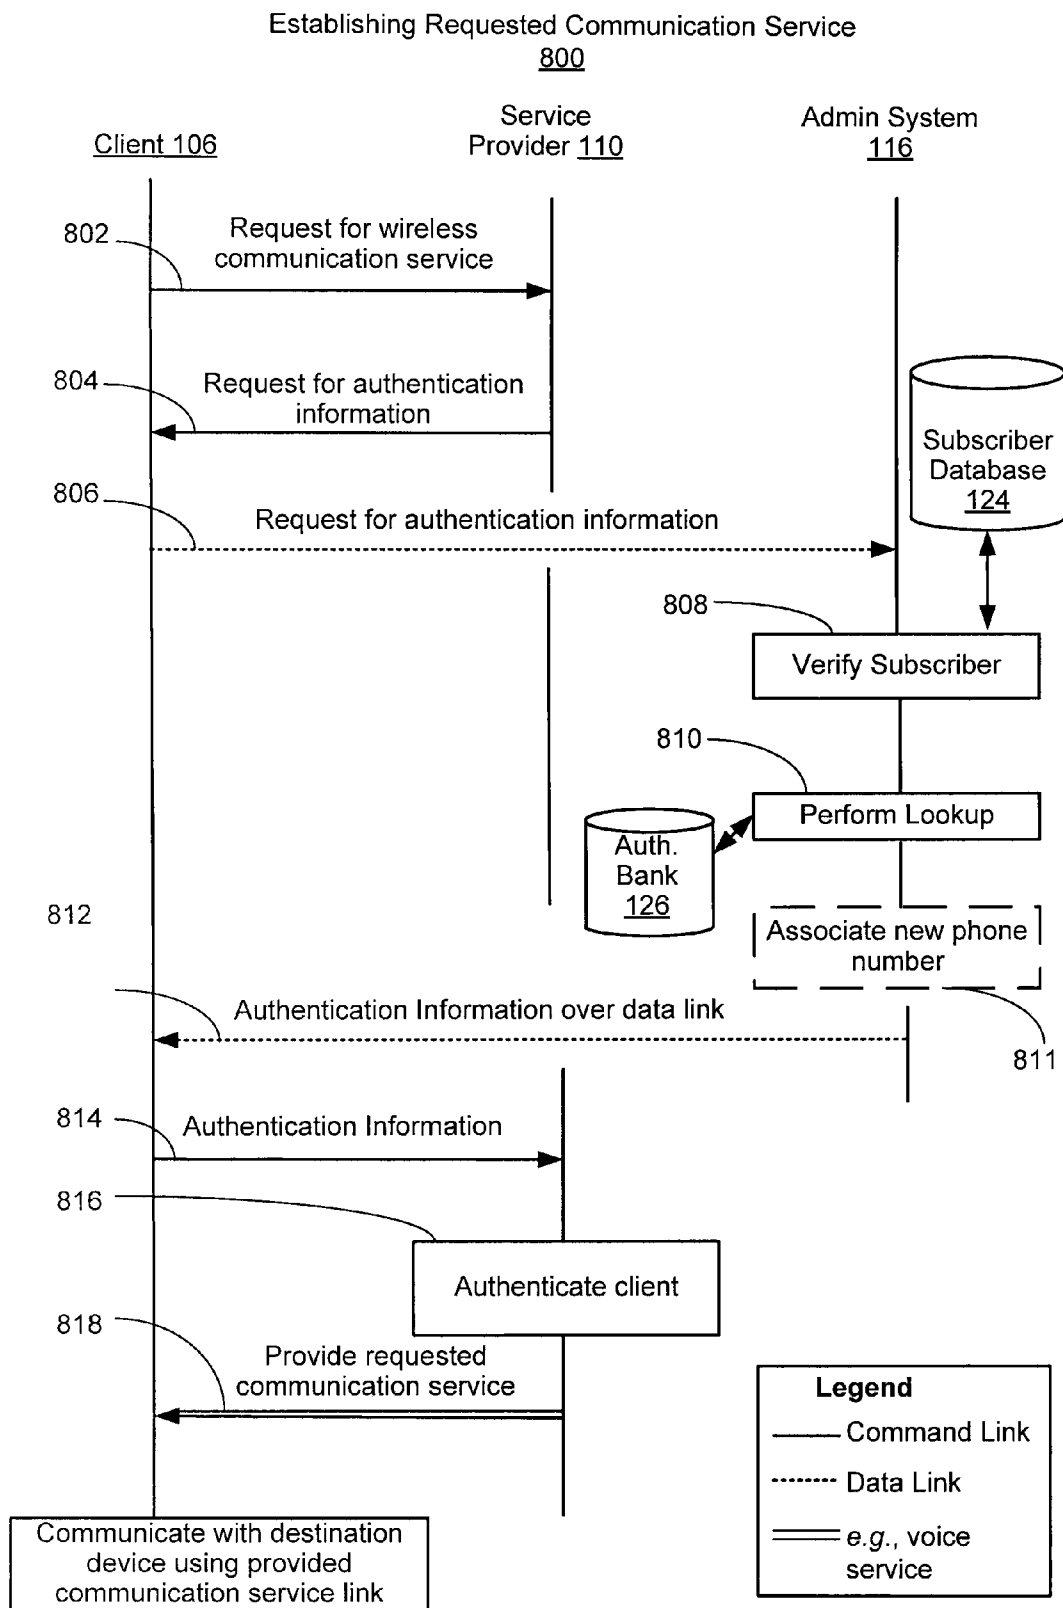 Establishing Requested Communication Service
800
Client 106
Service
Provider 110
Admin System
116
802
Request for wireless
communication service
804
Request for authentication
information
Subscriber
Database
124
806
Request for authentication information
808
Verify Subscriber
810
Perform Lookup
Auth.
Bank
126
812
Associate new phone
number
Authentication Information over data link
811
814
Authentication Information
816
Authenticate client
818
Provide requested
communication service
Legend
Command Link
Data Link
e.g., voice
service
Communicate with destination
device using provided
communication service link